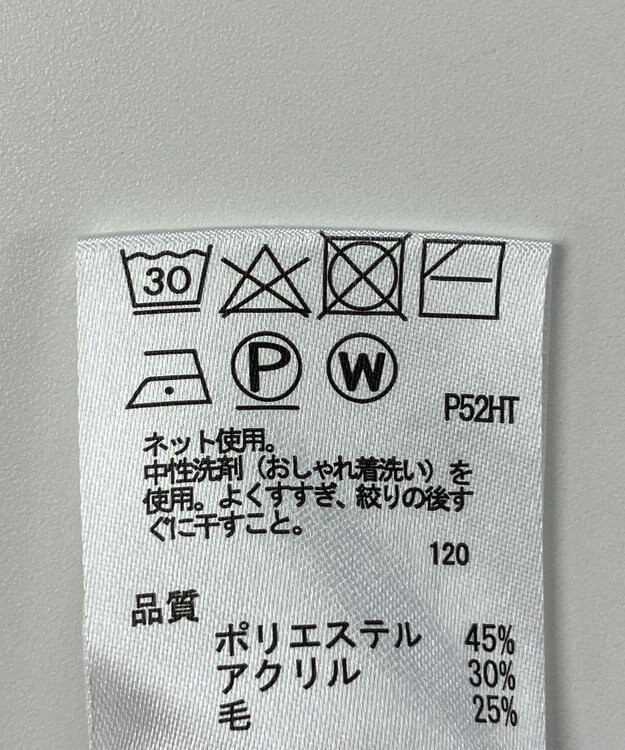 30
P W
P52HT
ネット使用。
中性洗剤（おしゃれ着洗い）を
使用。よくすすぎ、絞りの後す
ぐに干すこと。
120
品質
ポリエステル 45%
アクリル 30%
毛 25%